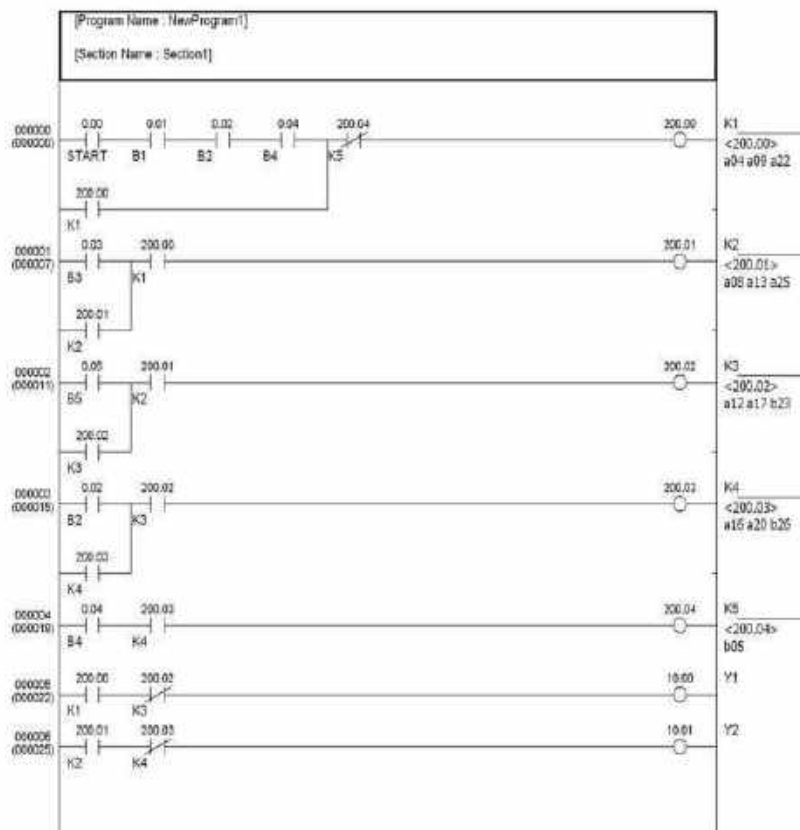 [Program Name : NewProgram1]
[Section Name : Section1]
000000
(000000)
0.00 0.01 0.02 0.04 200.04 200.00 K1
START B1 B2 B4 K5 <200.00>
a04 a09 a22
200.00
K1
000001
(000007)
0.03 200.00 200.01 K2
B3 K1 <200.01>
a08 a13 a25
200.01
K2
000002
(000011)
0.05 200.01 200.02 K3
B5 K2 <200.02>
a12 a17 b23
200.02
K3
000003
(000015)
0.02 200.02 200.03 K4
B2 K3 <200.03>
a16 a20 b26
200.03
K4
000004
(000019)
0.04 200.03 200.04 K5
B4 K4 <200.04>
b05
000005
(000022)
200.00 200.02 10.00 Y1
K1 K3
000006
(000025)
200.01 200.03 10.01 Y2
K2 K4